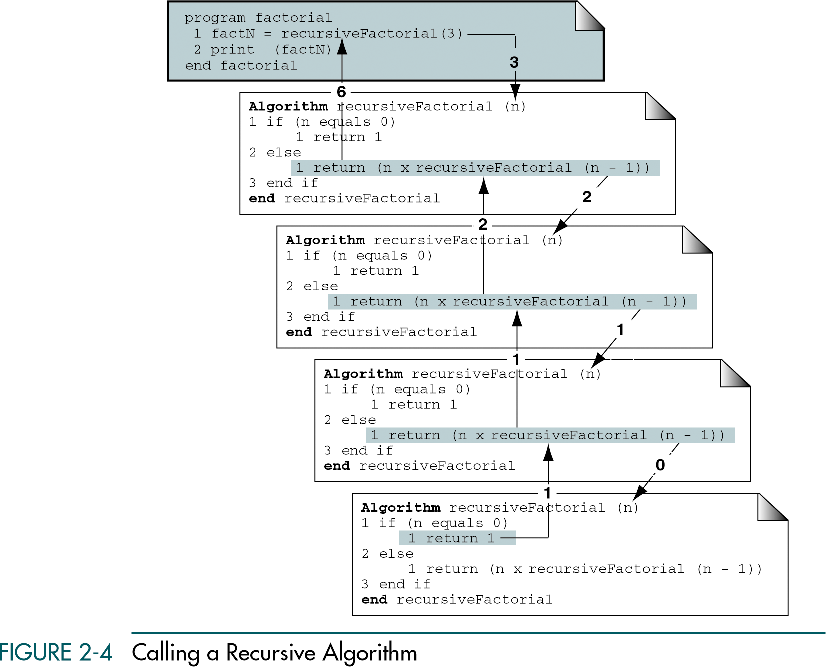 program factorial
1 factN = recursiveFactorial(3)
2 print (factN)
end factorial
3
6
Algorithm recursiveFactorial (n)
1 if (n equals 0)
1 return 1
2 else
1 return (n x recursiveFactorial (n - 1))
3 end if
end recursiveFactorial
2
2
Algorithm recursiveFactorial (n)
1 if (n equals 0)
1 return 1
2 else
1 return (n x recursiveFactorial (n - 1))
3 end if
end recursiveFactorial
1
1
Algorithm recursiveFactorial (n)
1 if (n equals 0)
1 return 1
2 else
1 return (n x recursiveFactorial (n - 1))
3 end if
end recursiveFactorial
0
1
Algorithm recursiveFactorial (n)
1 if (n equals 0)
1 return 1
2 else
1 return (n x recursiveFactorial (n - 1))
3 end if
end recursiveFactorial
FIGURE 2-4 Calling a Recursive Algorithm